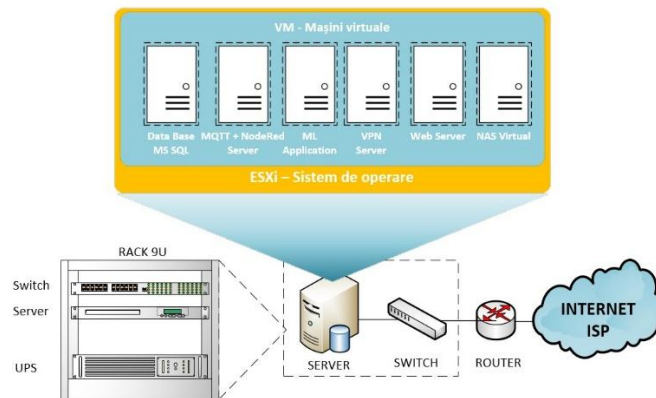 VM - Mașini virtuale
Data Base
MS SQL
MQTT + NodeRed
Server
ML
Application
VPN
Server
Web Server
NAS Virtual
ESXi – Sistem de operare
RACK 9U
Switch
Server
UPS
SERVER
SWITCH
ROUTER
INTERNET
ISP